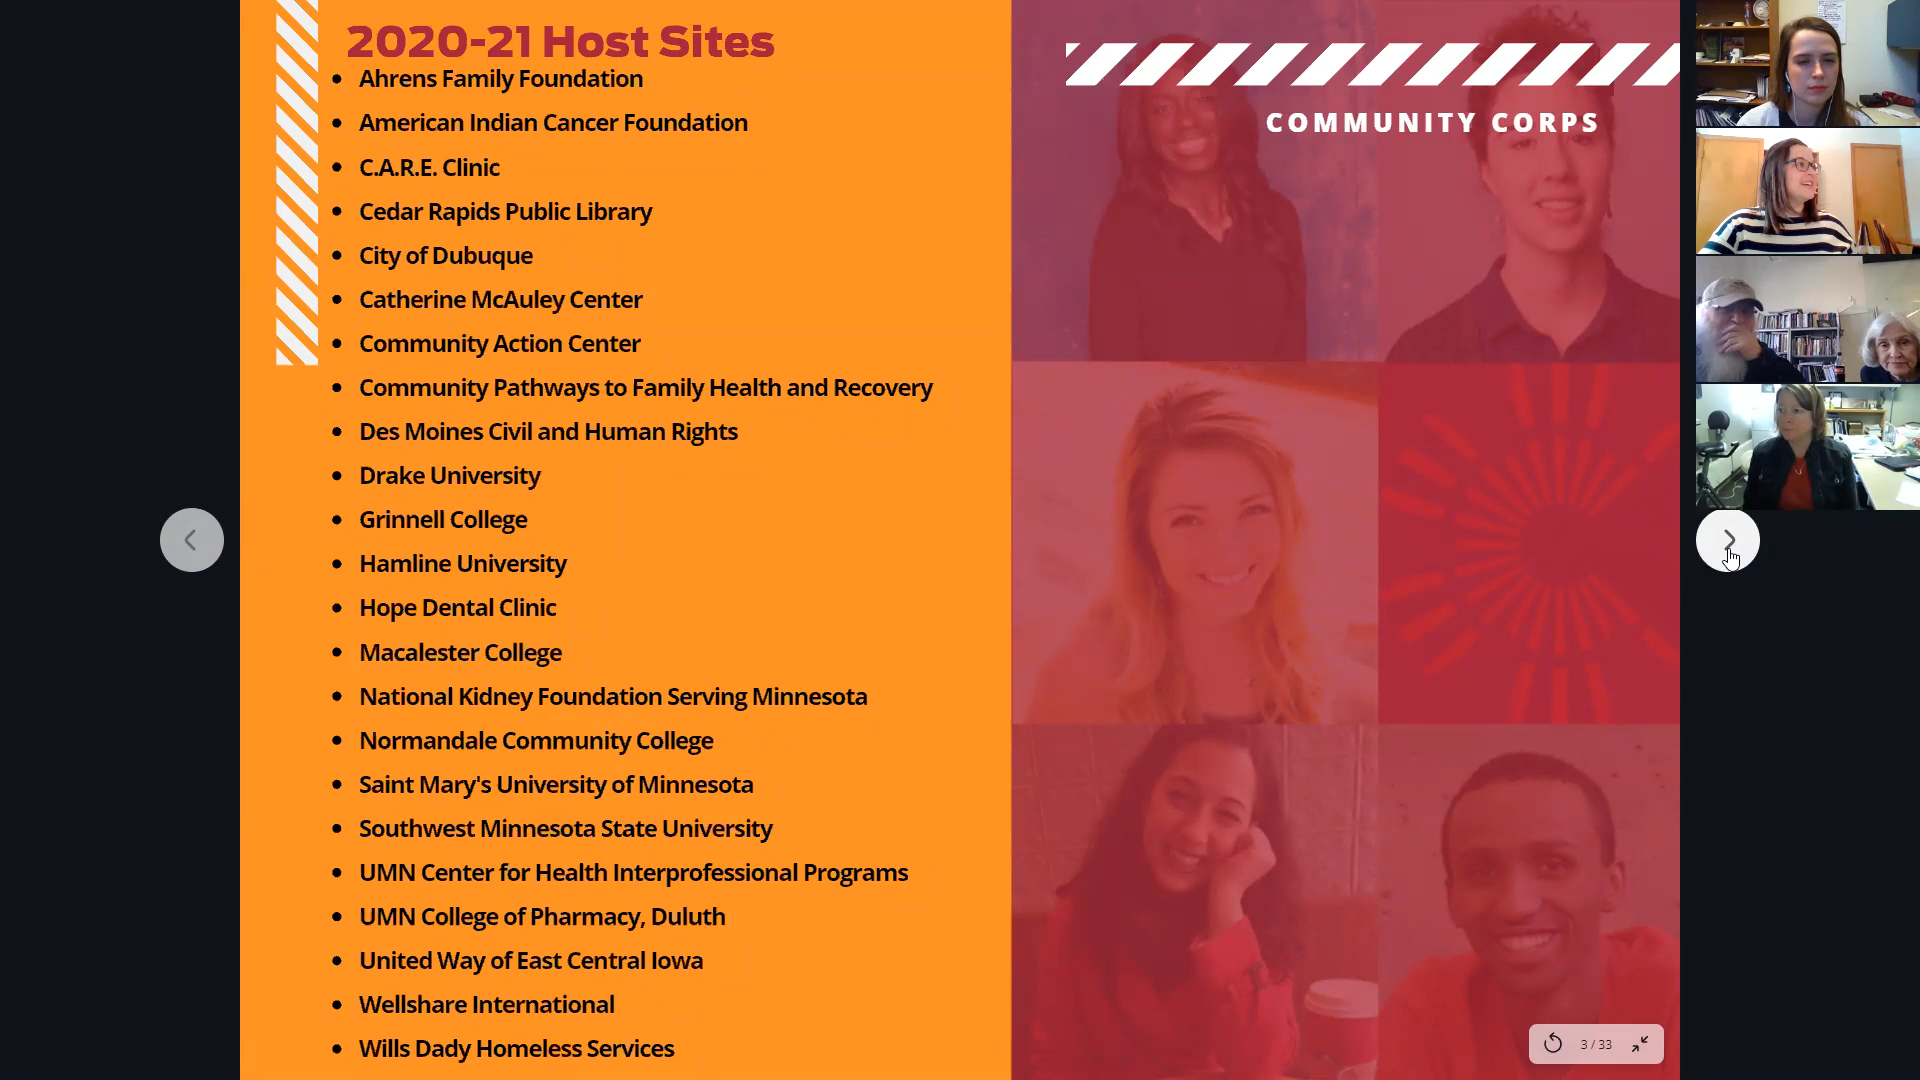 2020-21 Host Sites
Ahrens Family Foundation
American Indian Cancer Foundation
C.A.R.E. Clinic
Cedar Rapids Public Library
City of Dubuque
Catherine McAuley Center
Community Action Center
Community Pathways to Family Health and Recovery
Des Moines Civil and Human Rights
Drake University
Grinnell College
Hamline University
Hope Dental Clinic
Macalester College
National Kidney Foundation Serving Minnesota
Normandale Community College
Saint Mary's University of Minnesota
Southwest Minnesota State University
UMN Center for Health Interprofessional Programs
UMN College of Pharmacy, Duluth
United Way of East Central Iowa
Wellshare International
Wills Dady Homeless Services
COMMUNITY CORPS
3 / 33